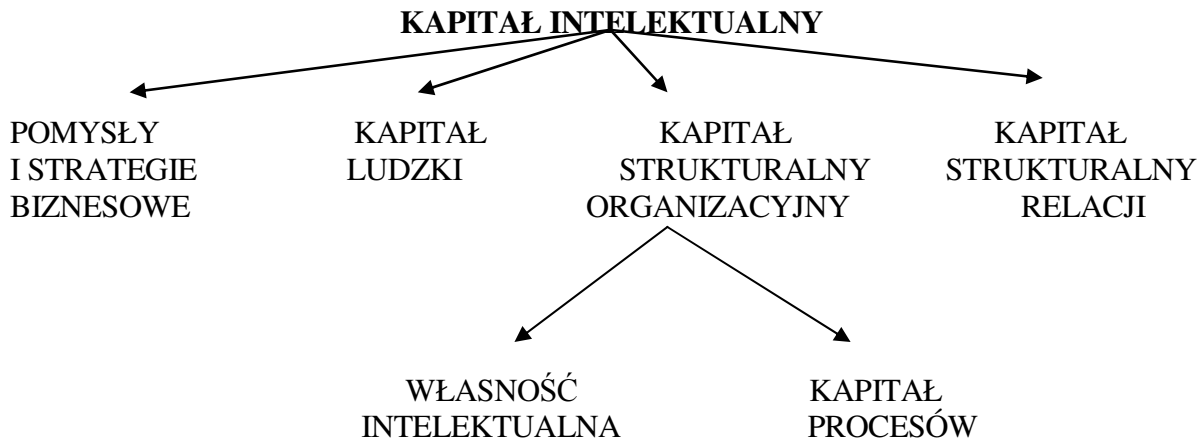 KAPITAŁ INTELEKTUALNY
POMYSŁY
I STRATEGIE
BIZNESOWE
KAPITAŁ
LUDZKI
KAPITAŁ
STRUKTURALNY
ORGANIZACYJNY
KAPITAŁ
STRUKTURALNY
RELACJI
WŁASNOŚĆ
INTELEKTUALNA
KAPITAŁ
PROCESÓW